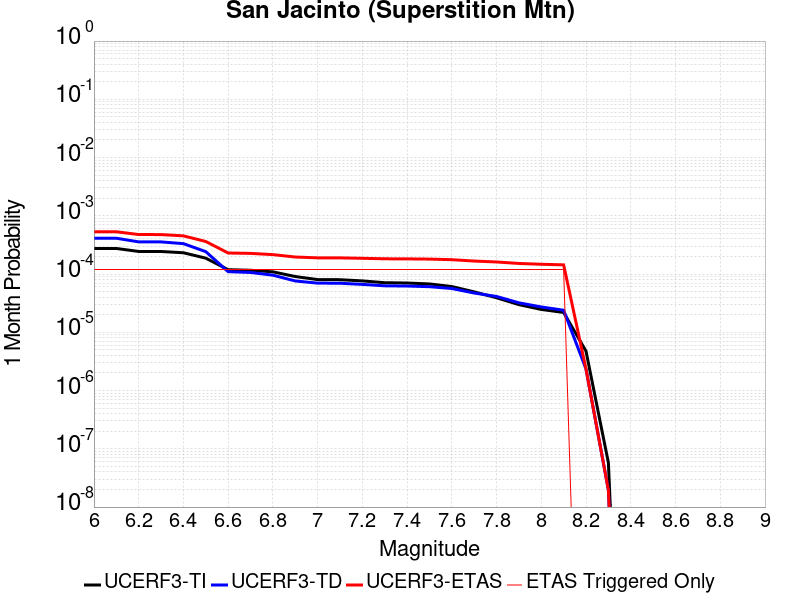 San Jacinto (Superstition Mtn)
10^0
10^-1
10^-2
10^-3
10^-4
10^-5
10^-6
10^-7
10^-8
1 Month Probability
6 6.2 6.4 6.6 6.8 7 7.2 7.4 7.6 7.8 8 8.2 8.4 8.6 8.8 9
Magnitude
UCERF3-TI UCERF3-TD UCERF3-ETAS ETAS Triggered Only